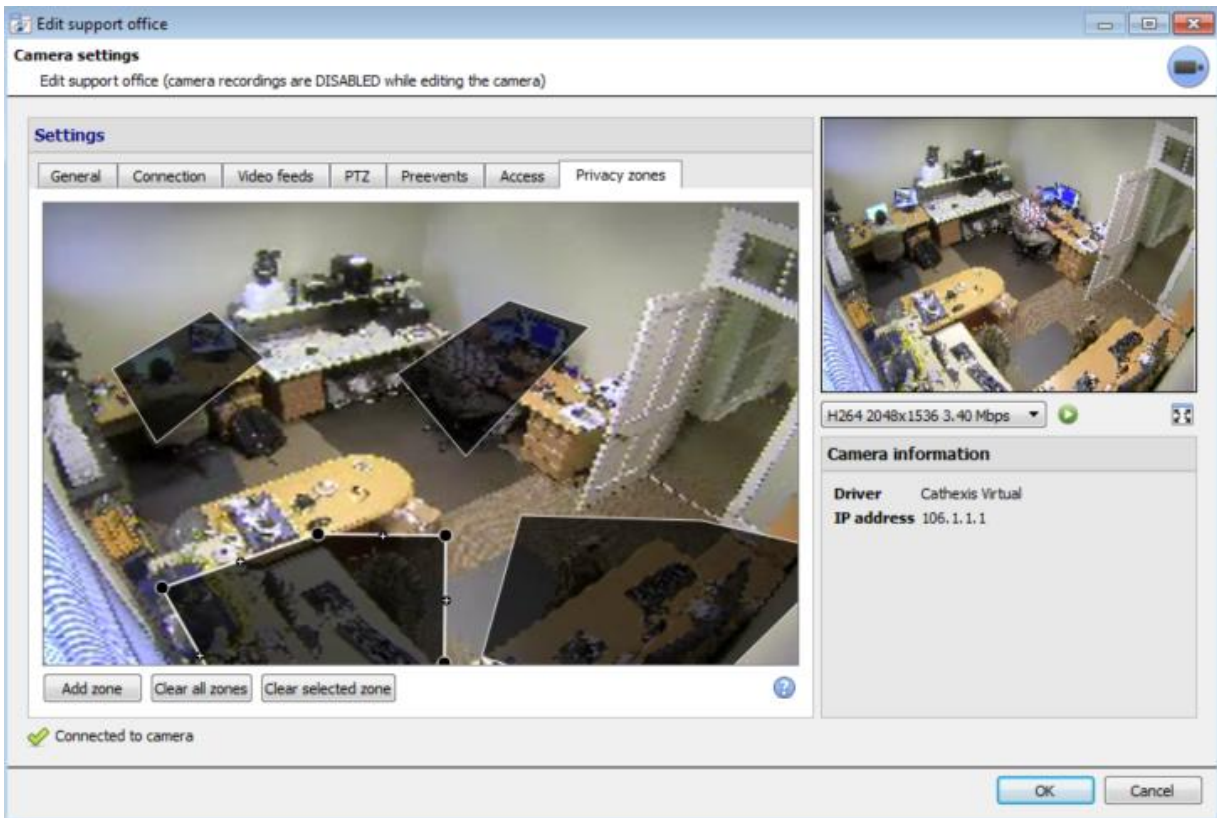 Edit support office
Camera settings
Edit support office (camera recordings are DISABLED while editing the camera)
Settings
General Connection Video feeds PTZ Preevents Access Privacy zones
H264 2048x1536 3.40 Mbps
Camera information
Driver Cathexis Virtual
IP address 106.1.1.1
Add zone Clear all zones Clear selected zone ?
Connected to camera
OK Cancel